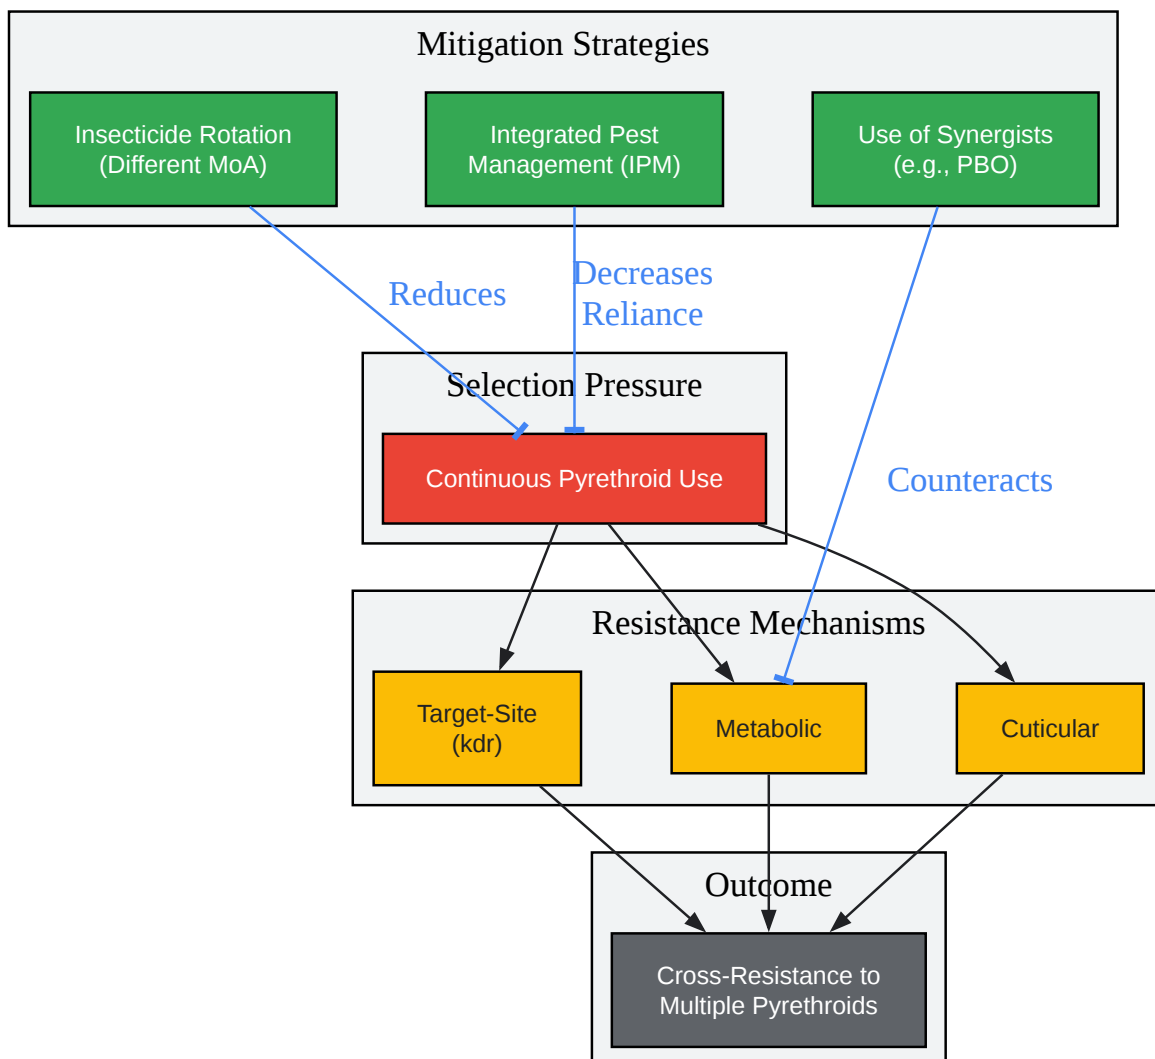 Mitigation Strategies
Insecticide Rotation
(Different MoA)
Integrated Pest
Management (IPM)
Use of Synergists
(e.g., PBO)
Reduces
Decreases
Reliance
Selection Pressure
Continuous Pyrethroid Use
Counteracts
Resistance Mechanisms
Target-Site
(kdr)
Metabolic
Cuticular
Outcome
Cross-Resistance to
Multiple Pyrethroids